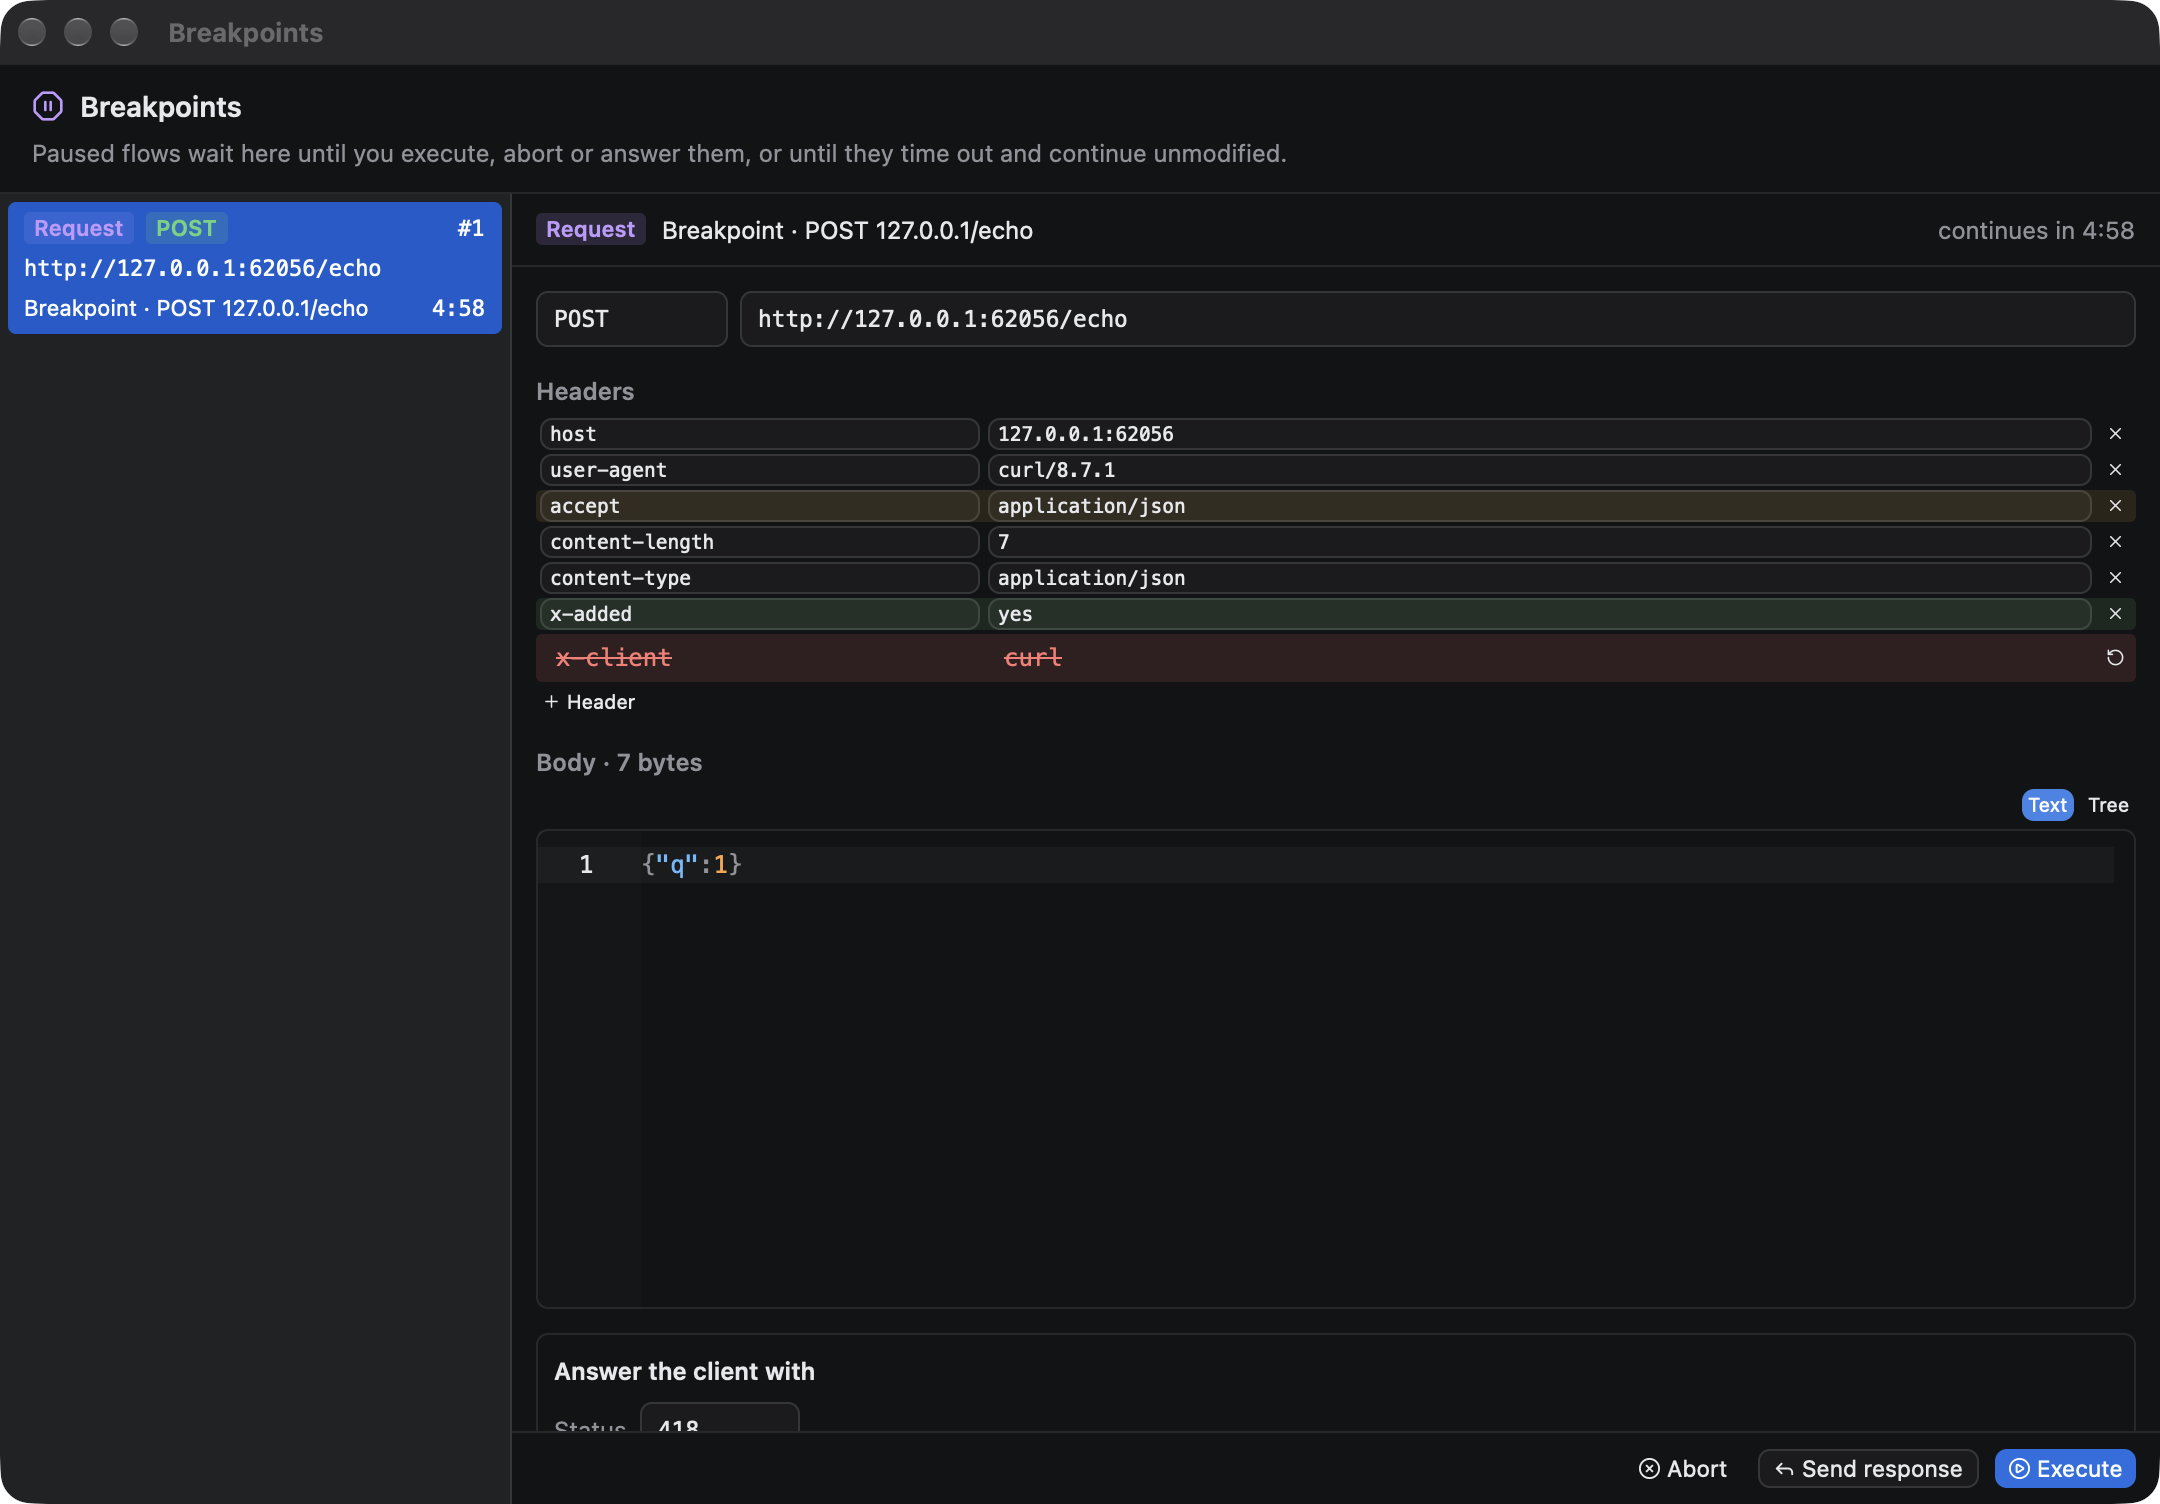 Breakpoints
Breakpoints
Paused flows wait here until you execute, abort or answer them, or until they time out and continue unmodified.
Request POST #1
http://127.0.0.1:62056/echo
Breakpoint · POST 127.0.0.1/echo 4:58
Request Breakpoint · POST 127.0.0.1/echo continues in 4:58
POST http://127.0.0.1:62056/echo
Headers
host 127.0.0.1:62056
user-agent curl/8.7.1
accept application/json
content-length 7
content-type application/json
x-added yes
x-client curl
+ Header
Body · 7 bytes
Text Tree
1 {"q":1}
Answer the client with
Status 418
Abort Send response Execute